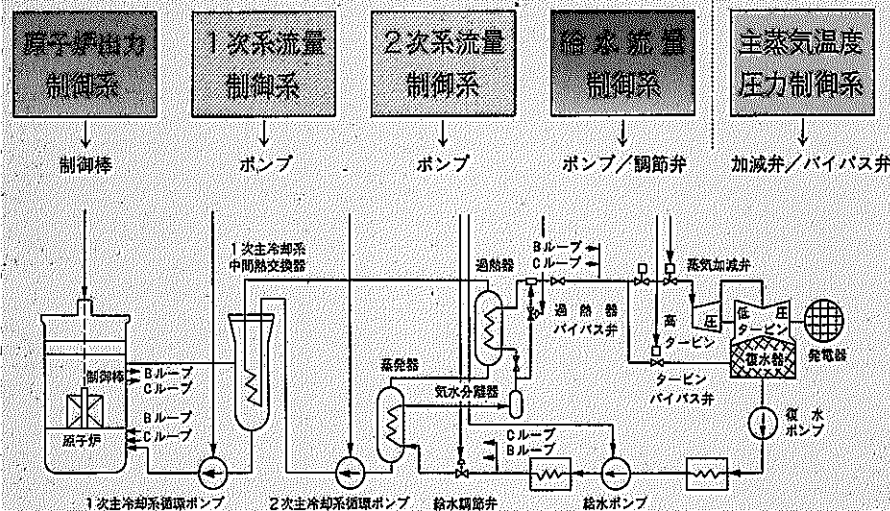 原子炉出力
制御系
1次系流量
制御系
2次系流量
制御系
給水流量
制御系
主蒸気温度
圧力制御系
制御棒
ポンプ
ポンプ
ポンプ/調節弁
加減弁/バイパス弁
1次主冷却系
中間熱交換器
過熱器
Bループ
Cループ
蒸気加減弁
過熱器
バイパス弁
高圧
タービン
低圧
タービン
発電器
復水器
蒸発器
気水分離器
タービン
バイパス弁
制御棒
Bループ
Cループ
Bループ
Cループ
原子炉
Cループ
Bループ
復水
ポンプ
1次主冷却系循環ポンプ
2次主冷却系循環ポンプ
給水調節弁
給水ポンプ